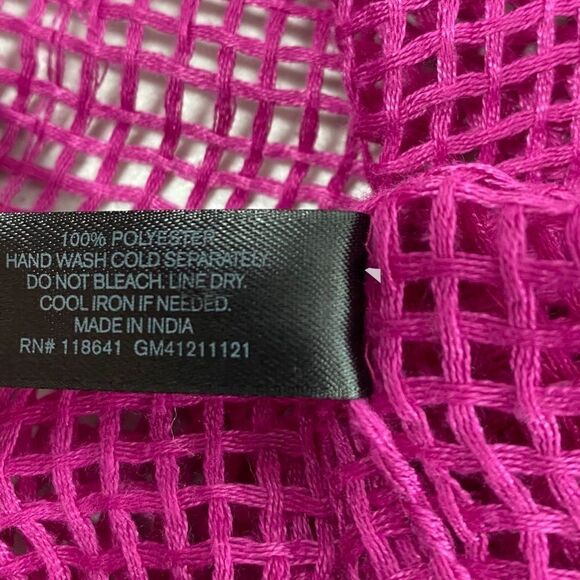 100% POLYESTER
HAND WASH COLD SEPARATELY.
DO NOT BLEACH. LINE DRY.
COOL IRON IF NEEDED.
MADE IN INDIA
RN# 118641 GM41211121